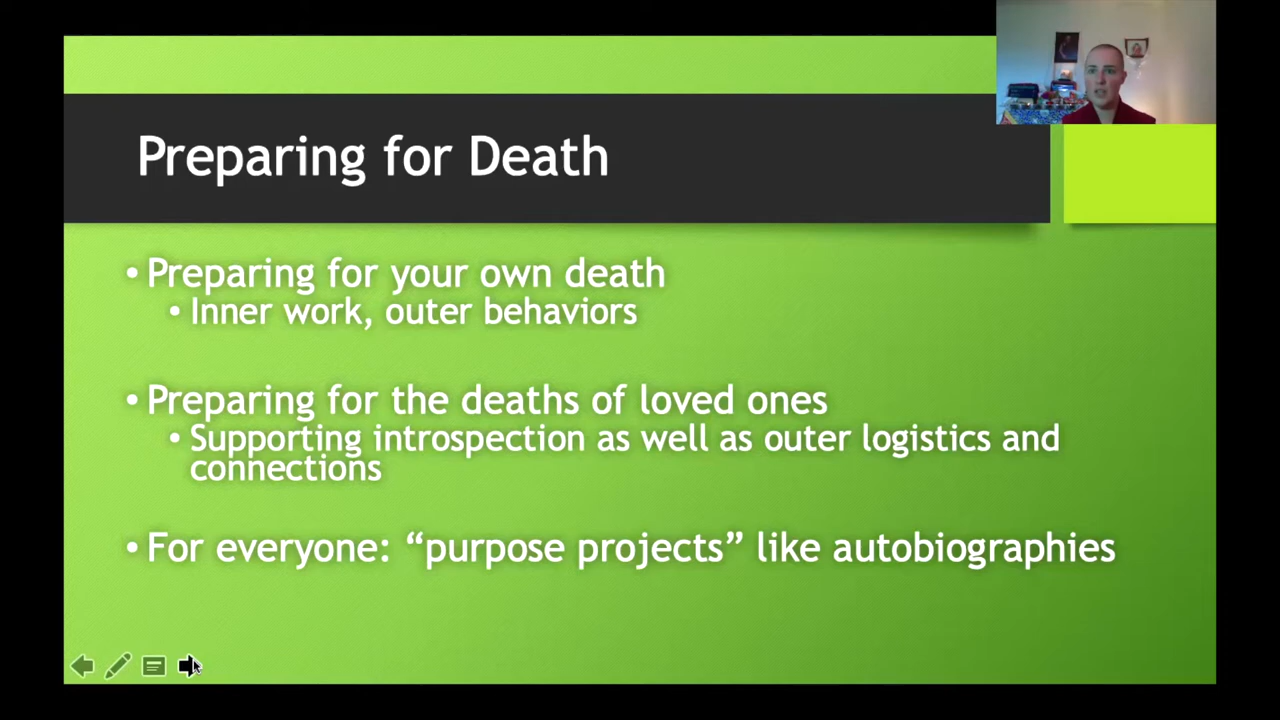 Preparing for Death
• Preparing for your own death
• Inner work, outer behaviors
• Preparing for the deaths of loved ones
• Supporting introspection as well as outer logistics and
connections
• For everyone: “purpose projects” like autobiographies